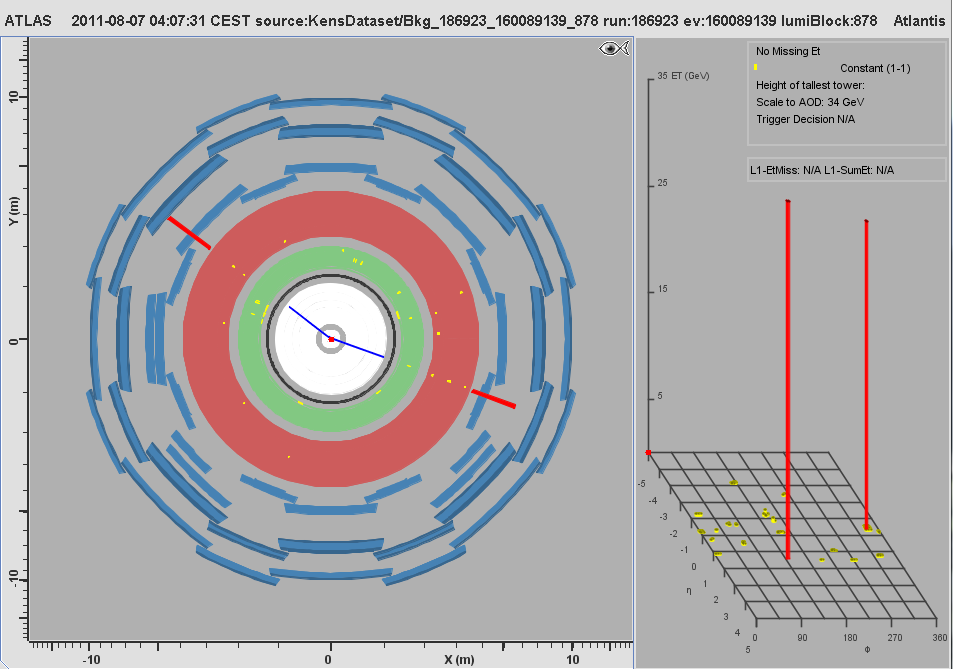 ATLAS 2011-08-07 04:07:31 CEST source:KensDataset/Bkg_186923_160089139_878 run:186923 ev:160089139 lumiBlock:878 Atlantis
No Missing Et
Constant (1-1)
Height of tallest tower:
Scale to AOD: 34 GeV
Trigger Decision N/A
L1-EtMiss: N/A L1-SumEt: N/A
35 ET (GeV)
25
15
5
10
Y (m)
0
-10
-10 0 X (m) 10
-5
-4
-3
-2
-1
0
η 1
2
3
4
5
0 90 180 270 360
Φ